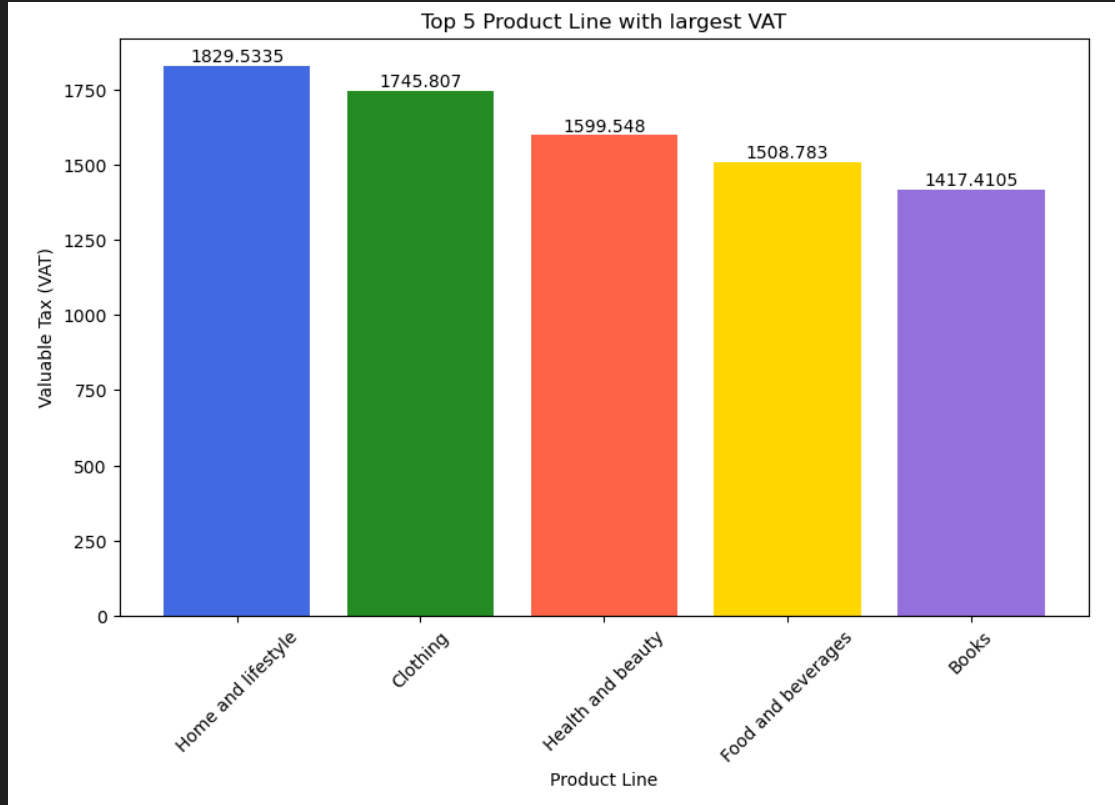 Top 5 Product Line with largest VAT
1829.5335
1745.807
1599.548
1508.783
1417.4105
Valuable Tax (VAT)
1750
1500
1250
1000
750
500
250
0
Home and lifestyle
Clothing
Health and beauty
Food and beverages
Books
Product Line